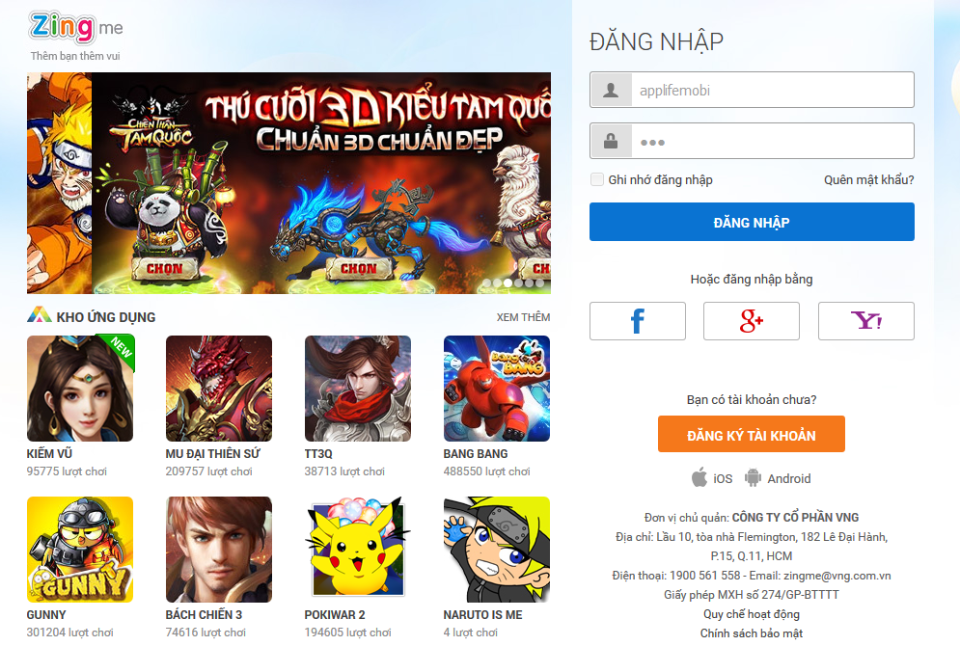 Zing me
Thêm bạn thêm vui
CHIẾN THẦN
TAM QUỐC
THÚ CƯỠI 3D KIỂU TAM QUỐ
CHUẨN 3D CHUẨN ĐẸP
CHỌN
CHỌN
CH
KHO ỨNG DỤNG
XEM THÊM
NEW
BANG BANG
KIẾM VŨ
MU ĐẠI THIÊN SỨ
TT3Q
BANG BANG
95775 lượt chơi
209757 lượt chơi
38713 lượt chơi
488550 lượt chơi
GUNNY
GUNNY
BÁCH CHIẾN 3
POKIWAR 2
NARUTO IS ME
301204 lượt chơi
74616 lượt chơi
194605 lượt chơi
4 lượt chơi
ĐĂNG NHẬP
applifemobi
Ghi nhớ đăng nhập
Quên mật khẩu?
ĐĂNG NHẬP
Hoặc đăng nhập bằng
f
g+
Y!
Bạn có tài khoản chưa?
ĐĂNG KÝ TÀI KHOẢN
iOS
Android
Đơn vị chủ quản: CÔNG TY CỔ PHẦN VNG
Địa chỉ: Lầu 10, tòa nhà Flemington, 182 Lê Đại Hành,
P.15, Q.11, HCM
Điện thoại: 1900 561 558 - Email: zingme@vng.com.vn
Giấy phép MXH số 274/GP-BTTTT
Quy chế hoạt động
Chính sách bảo mật